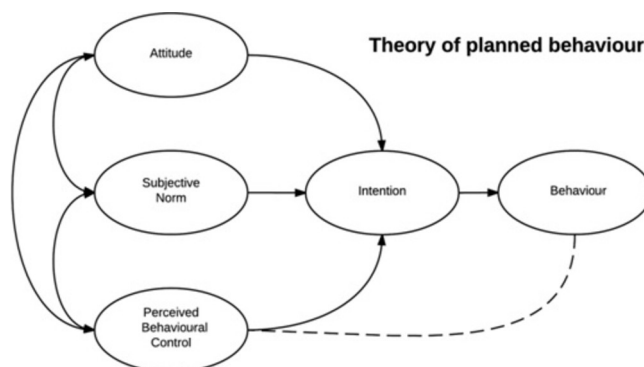 Theory of planned behaviour
Attitude
Subjective
Norm
Intention
Behaviour
Perceived
Behavioural
Control